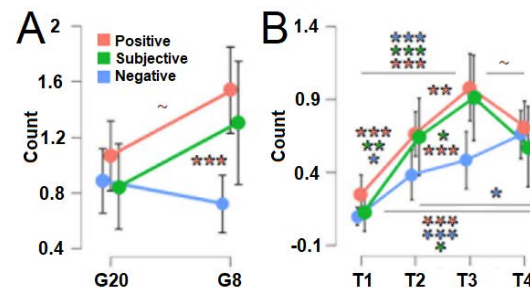 A
B
2
1.6
1.2
0.8
0.4
Count
Positive
Subjective
Negative
~
***
G20
G8
1.4
0.9
0.4
-0.1
Count
***
***
***
~
**
***
**
*
*
***
*
***
***
*
T1
T2
T3
T4